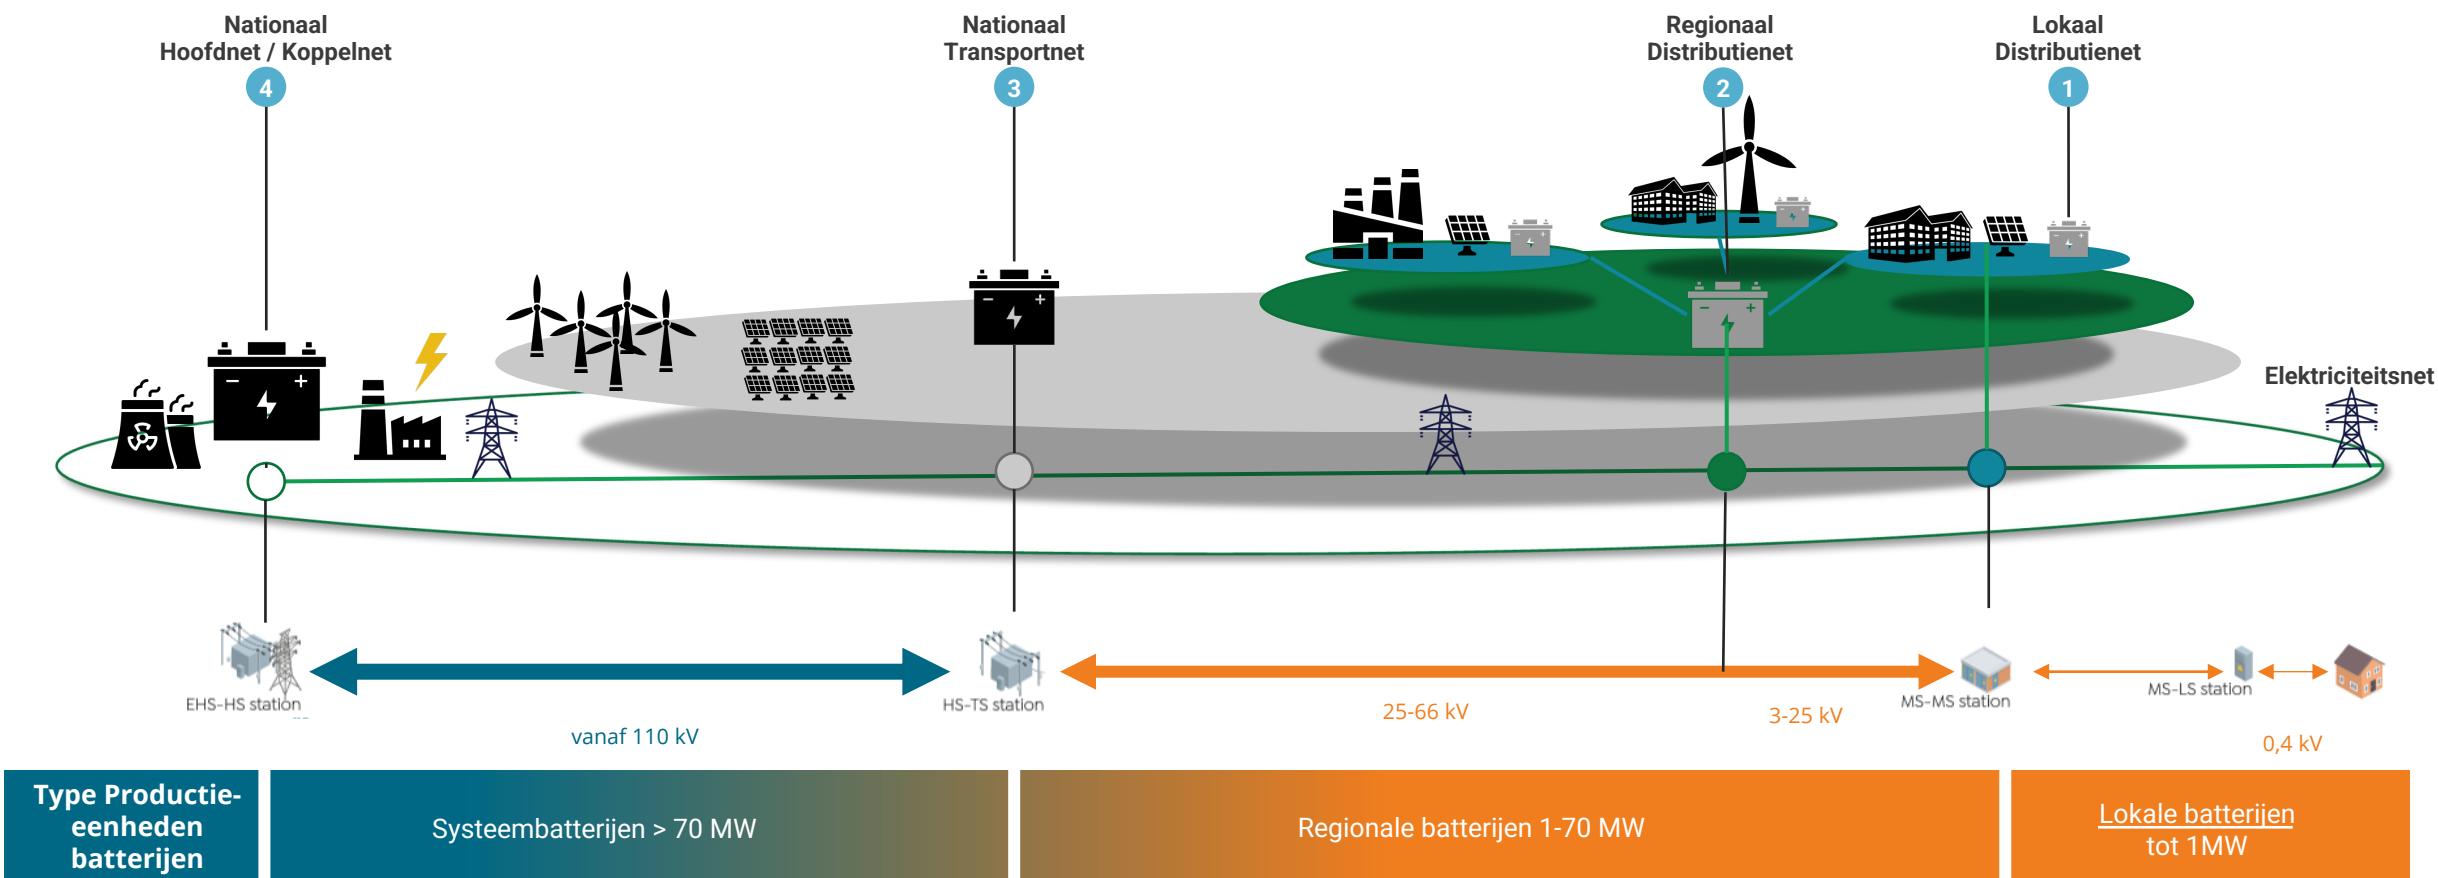 Nationaal
Hoofdnet / Koppelnet
4
Nationaal
Transportnet
3
Regionaal
Distributienet
2
Lokaal
Distributienet
1
Elektriciteitsnet
EHS-HS station
HS-TS station
MS-MS station
MS-LS station
vanaf 110 kV
25-66 kV
3-25 kV
0,4 kV
Type Productie-
eenheden
batterijen
Systeembatterijen > 70 MW
Regionale batterijen 1-70 MW
Lokale batterijen
tot 1MW